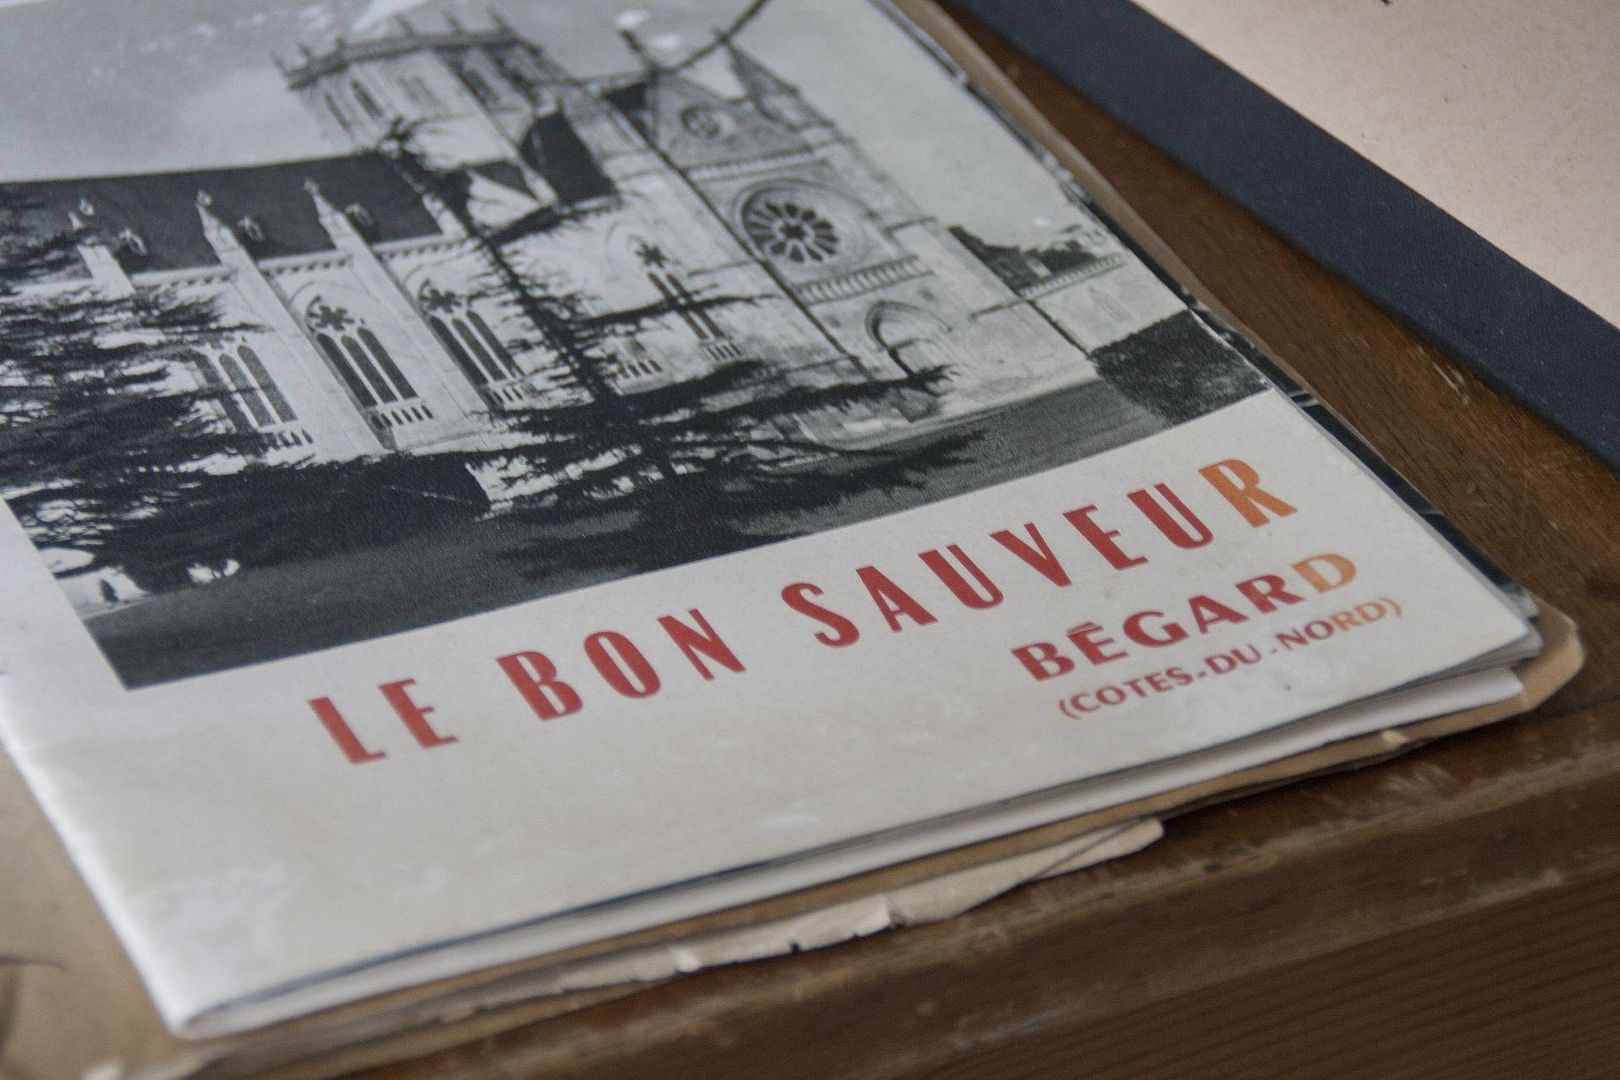 LE BON SAUVEUR
BÉGARD
(COTES-DU-NORD)